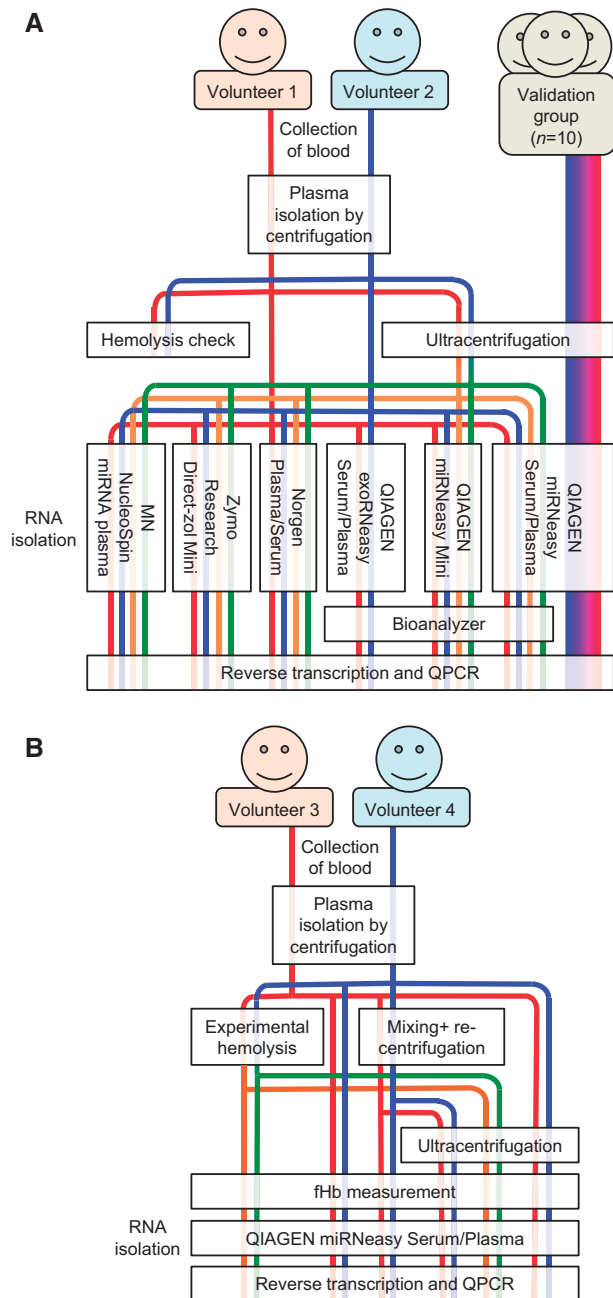 A
Volunteer 1
Volunteer 2
Validation
group
(n=10)
Collection
of blood
Plasma
isolation by
centrifugation
Hemolysis check
Ultracentrifugation
RNA
isolation
MN
NucleoSpin
miRNA plasma
Zymo
Research
Direct-zol Mini
Norgen
Plasma/Serum
QIAGEN
exoRNeasy
Serum/Plasma
QIAGEN
miRNeasy Mini
QIAGEN
miRNeasy
Serum/Plasma
Bioanalyzer
Reverse transcription and QPCR
B
Volunteer 3
Volunteer 4
Collection
of blood
Plasma
isolation by
centrifugation
Experimental
hemolysis
Mixing+ re-
centrifugation
Ultracentrifugation
fHb measurement
RNA
isolation
QIAGEN miRNeasy Serum/Plasma
Reverse transcription and QPCR